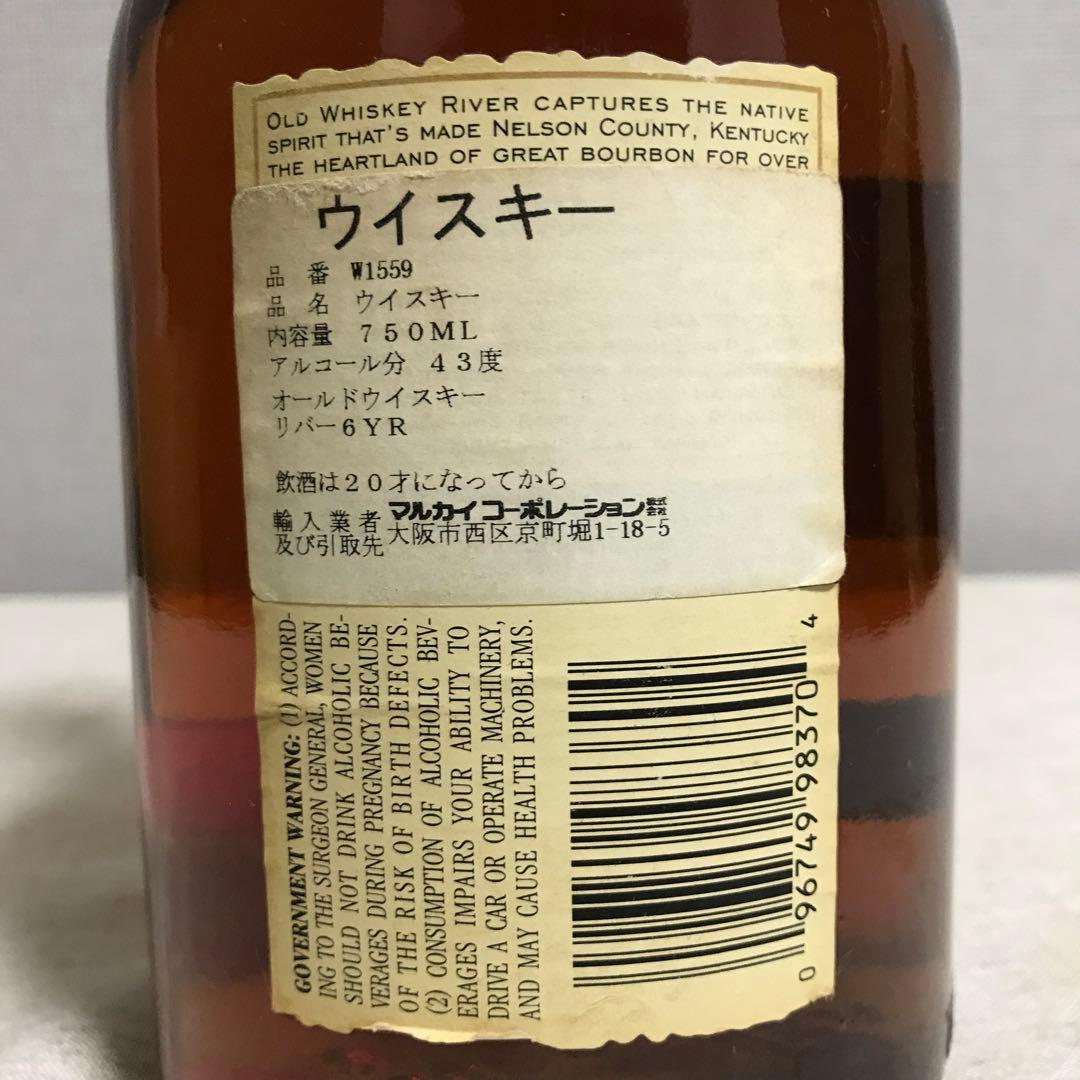 OLD WHISKEY RIVER CAPTURES THE NATIVE
SPIRIT THAT'S MADE NELSON COUNTY, KENTUCKY
THE HEARTLAND OF GREAT BOURBON FOR OVER
ウイスキー
品 番 W1559
品 名 ウイスキー
内容量 750ML
アルコール分 43度
オールドウイスキー
リバー6YR
飲酒は20才になってから
輸入業者 マルカイコーポレーション株式会社
及び引取先 大阪市西区京町堀1-18-5
GOVERNMENT WARNING: (1) ACCORD-
ING TO THE SURGEON GENERAL, WOMEN
SHOULD NOT DRINK ALCOHOLIC BE-
VERAGES DURING PREGNANCY BECAUSE
OF THE RISK OF BIRTH DEFECTS.
(2) CONSUMPTION OF ALCOHOLIC BEV-
ERAGES IMPAIRS YOUR ABILITY TO
DRIVE A CAR OR OPERATE MACHINERY,
AND MAY CAUSE HEALTH PROBLEMS.
0 96749 98370 4